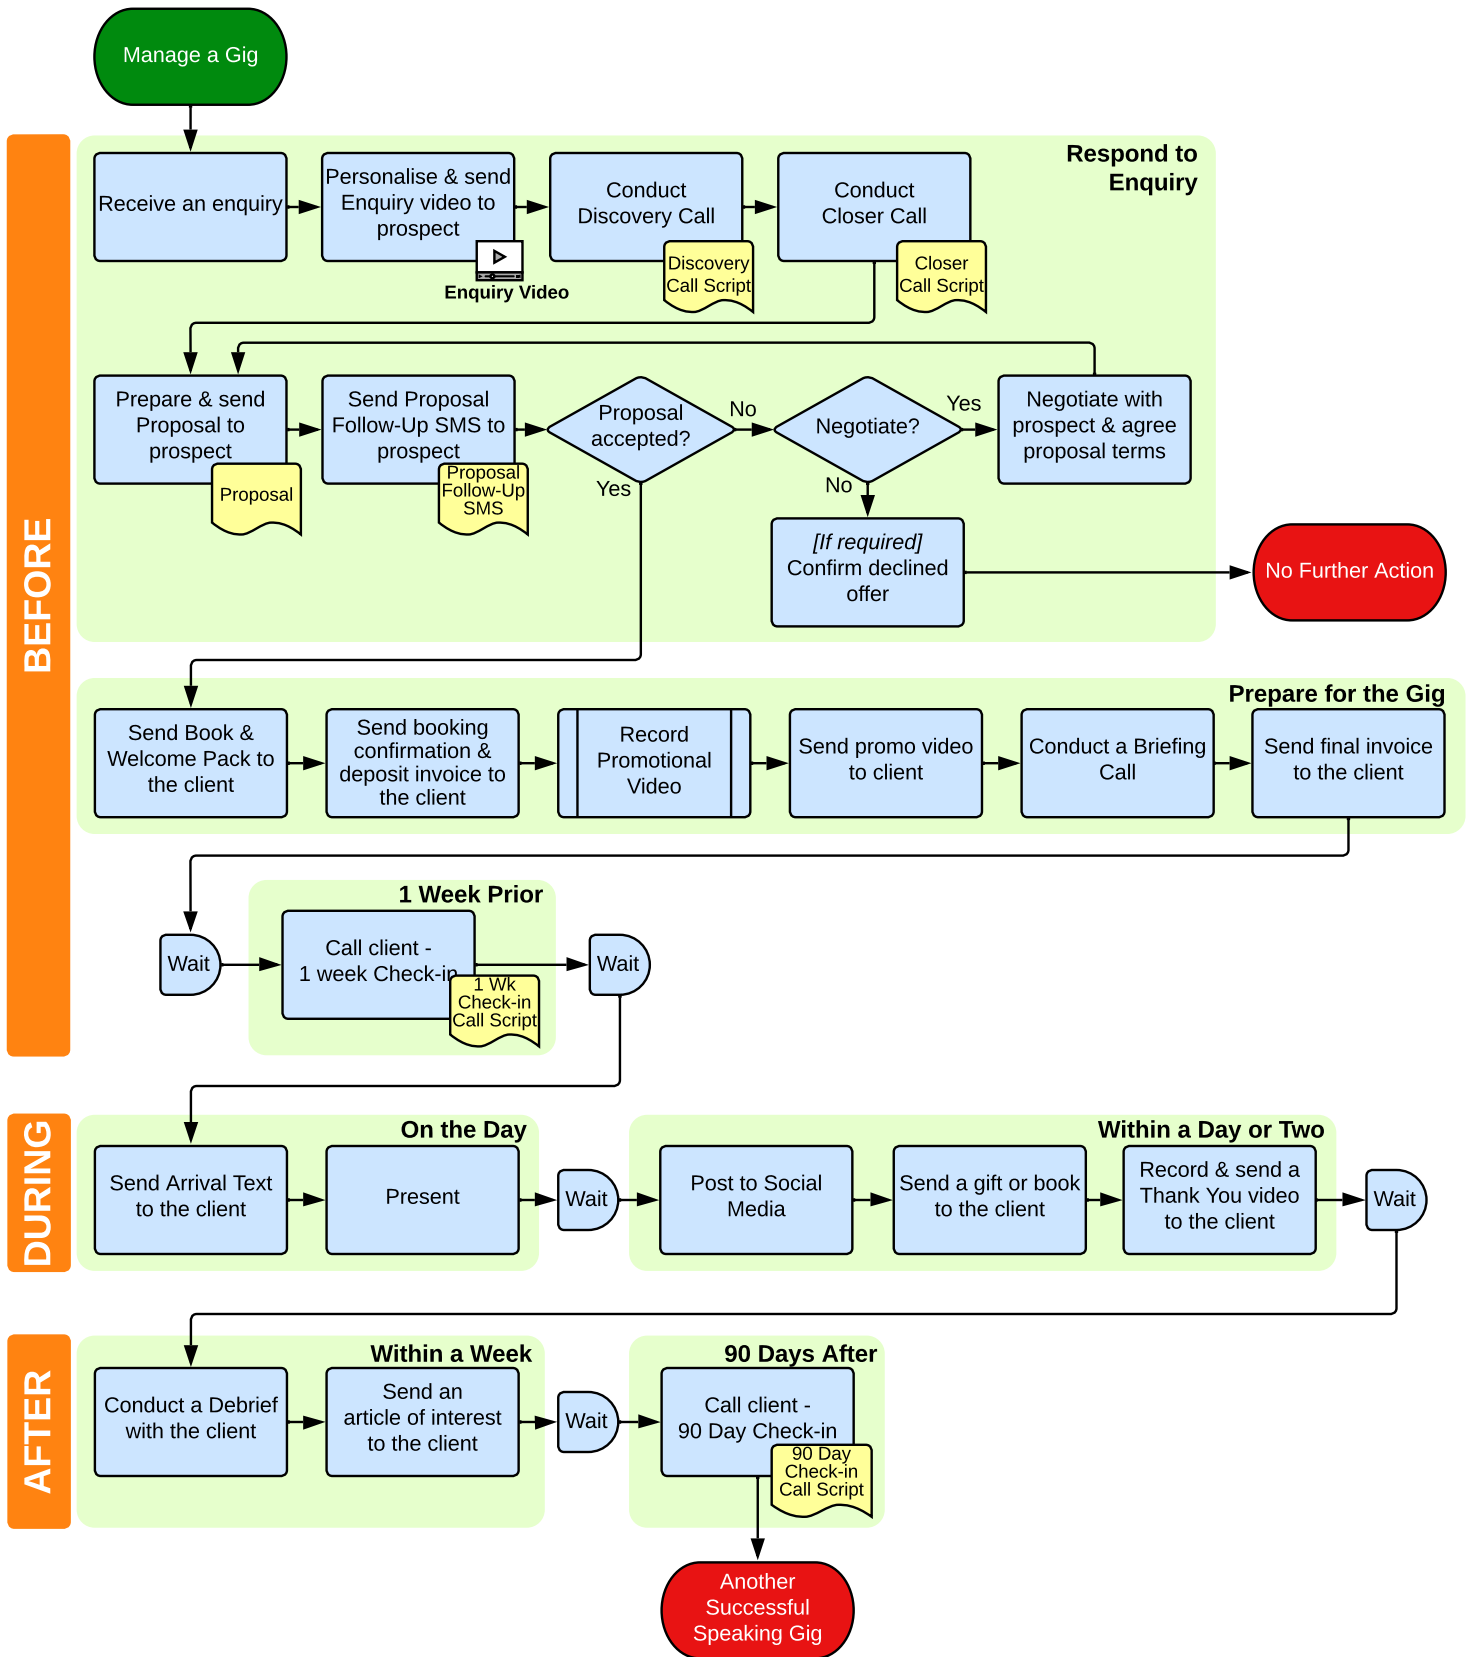 Manage a Gig
BEFORE
Respond to
Enquiry
Receive an enquiry
Personalise & send
Enquiry video to
prospect
Enquiry Video
Conduct
Discovery Call
Discovery
Call Script
Conduct
Closer Call
Closer
Call Script
Prepare & send
Proposal to
prospect
Proposal
Send Proposal
Follow-Up SMS to
prospect
Proposal
Follow-Up
SMS
Proposal
accepted?
No
Yes
Negotiate?
Yes
No
Negotiate with
prospect & agree
proposal terms
[If required]
Confirm declined
offer
No Further Action
Prepare for the Gig
Send Book &
Welcome Pack to
the client
Send booking
confirmation &
deposit invoice to
the client
Record
Promotional
Video
Send promo video
to client
Conduct a Briefing
Call
Send final invoice
to the client
Wait
1 Week Prior
Call client -
1 week Check-in
1 Wk
Check-in
Call Script
Wait
DURING
On the Day
Send Arrival Text
to the client
Present
Wait
Within a Day or Two
Post to Social
Media
Send a gift or book
to the client
Record & send a
Thank You video
to the client
Wait
AFTER
Within a Week
Conduct a Debrief
with the client
Send an
article of interest
to the client
Wait
90 Days After
Call client -
90 Day Check-in
90 Day
Check-in
Call Script
Another
Successful
Speaking Gig